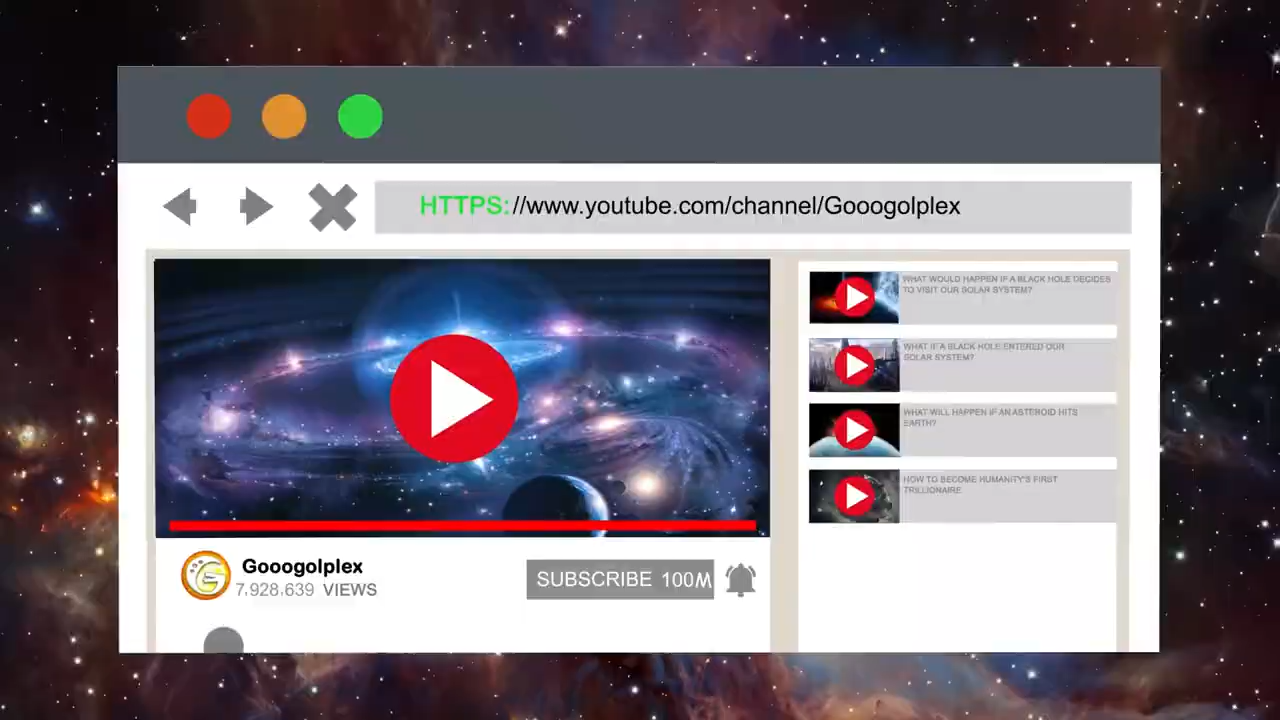 HTTPS://www.youtube.com/channel/Gooogolplex
WHAT WOULD HAPPEN IF A BLACK HOLE DECIDES
TO VISIT OUR SOLAR SYSTEM?
WHAT IF A BLACK HOLE ENTERED OUR
SOLAR SYSTEM?
WHAT WILL HAPPEN IF AN ASTEROID HITS
EARTH?
HOW TO BECOME HUMANITY'S FIRST
TRILLIONAIRE
Gooogolplex
7,928,639 VIEWS
SUBSCRIBE 100M